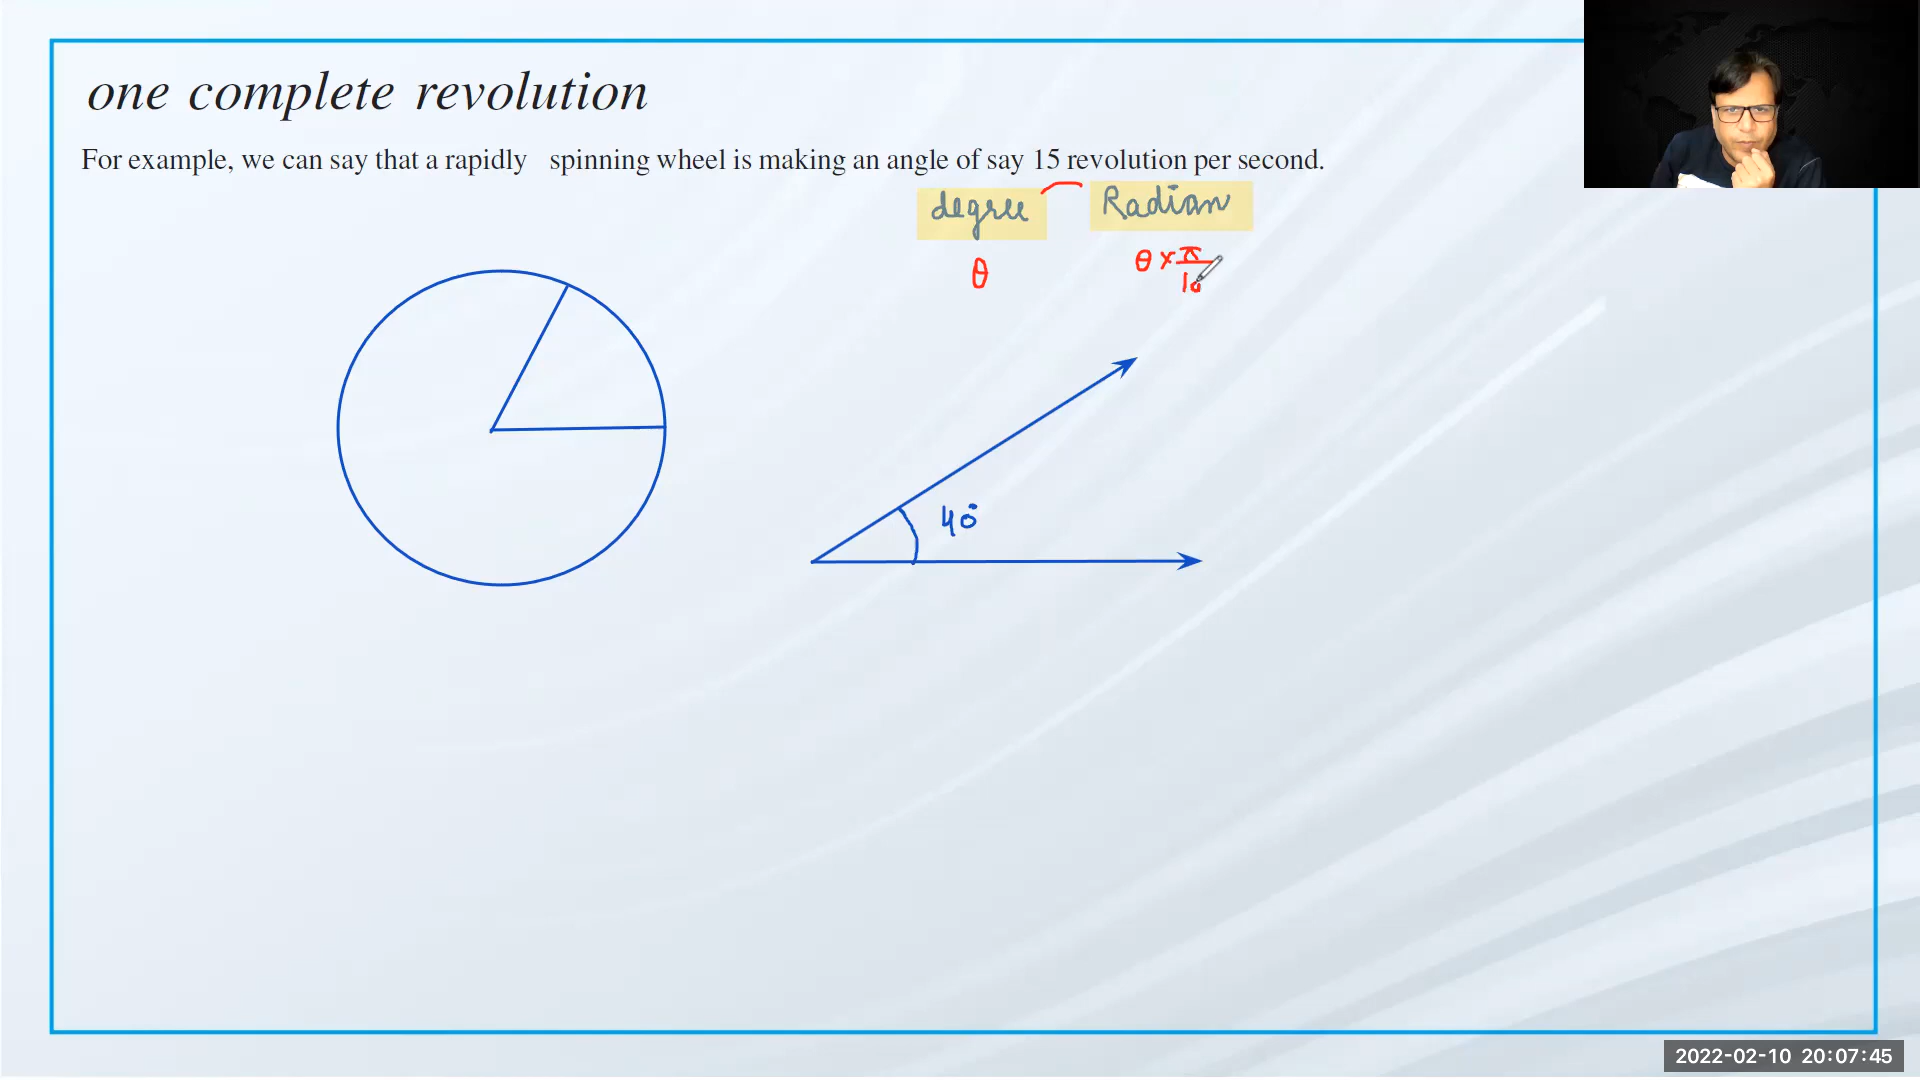 one complete revolution
For example, we can say that a rapidly spinning wheel is making an angle of say 15 revolution per second.
degree Radian
θ θ × π/18
40°
2022-02-10 20:07:45